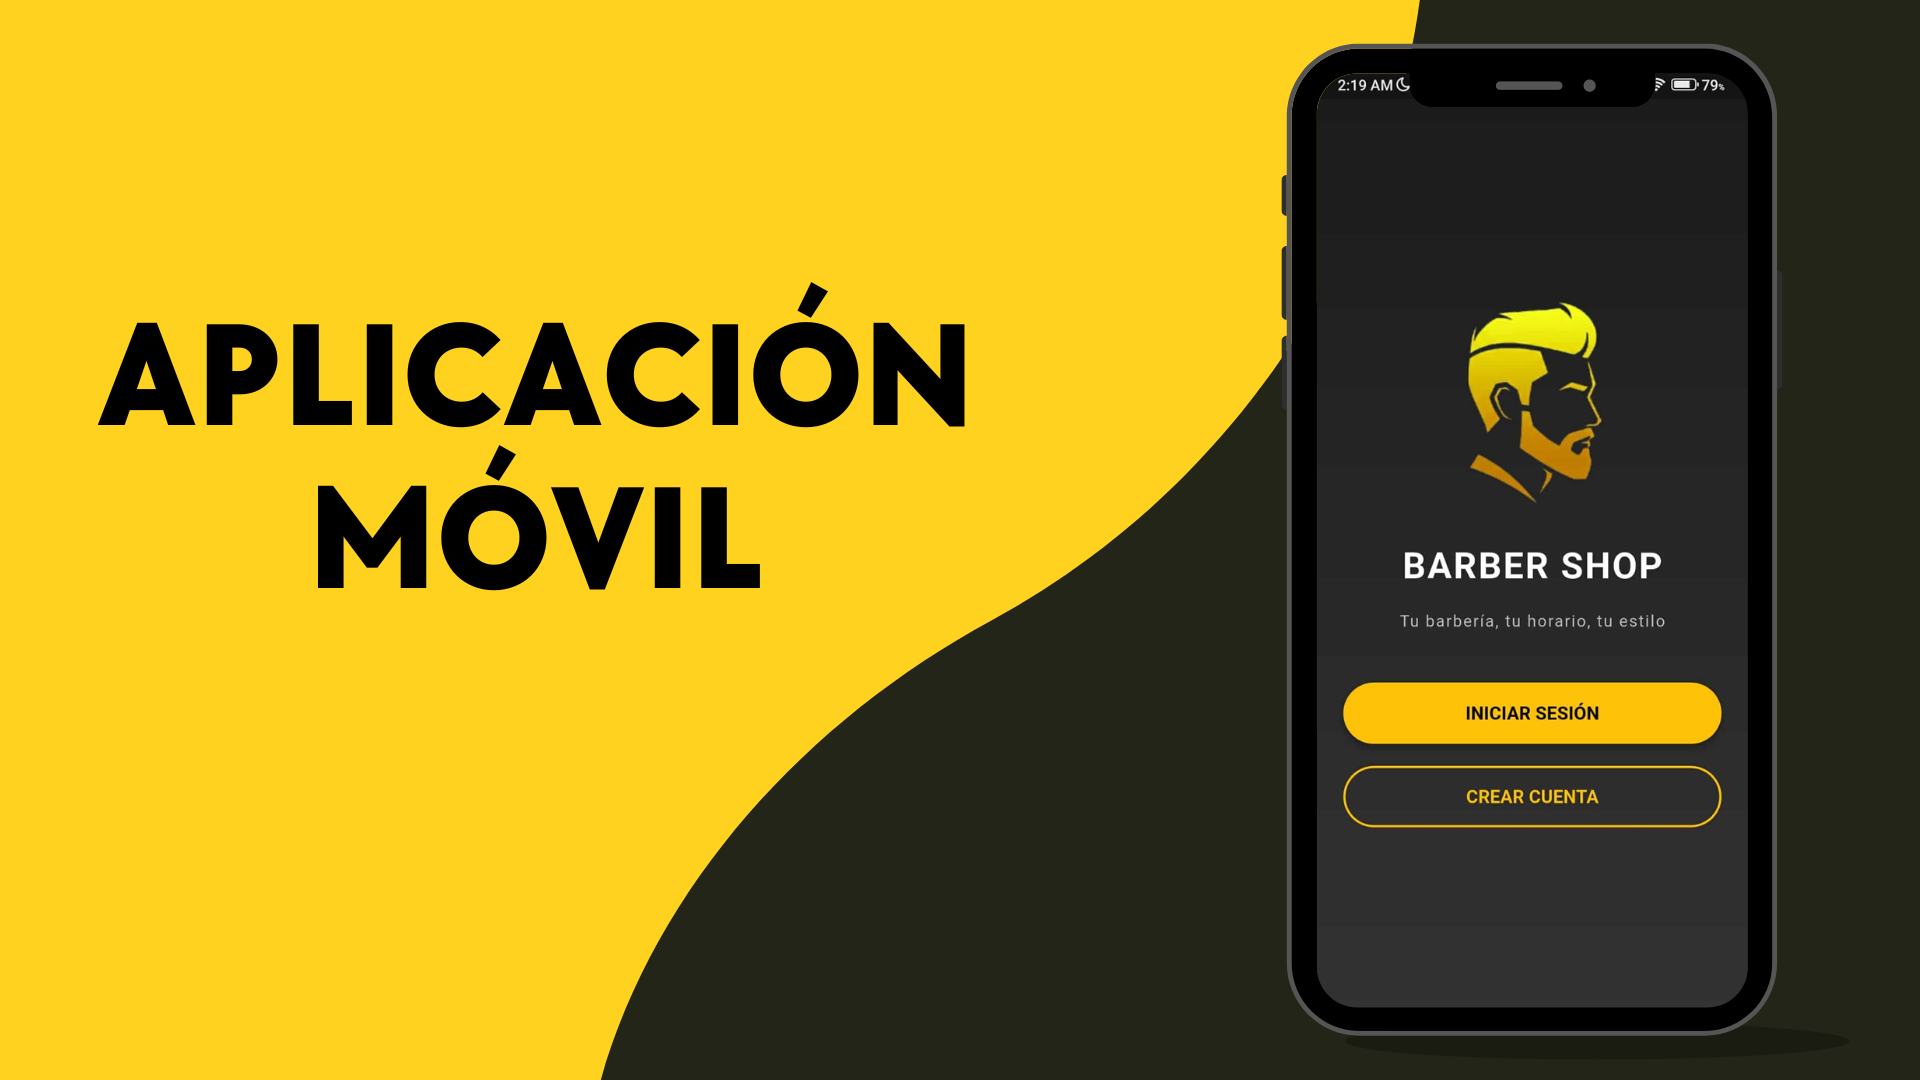 APLICACIÓN
MÓVIL
2:19 AM 79%
BARBER SHOP
Tu barbería, tu horario, tu estilo
INICIAR SESIÓN
CREAR CUENTA